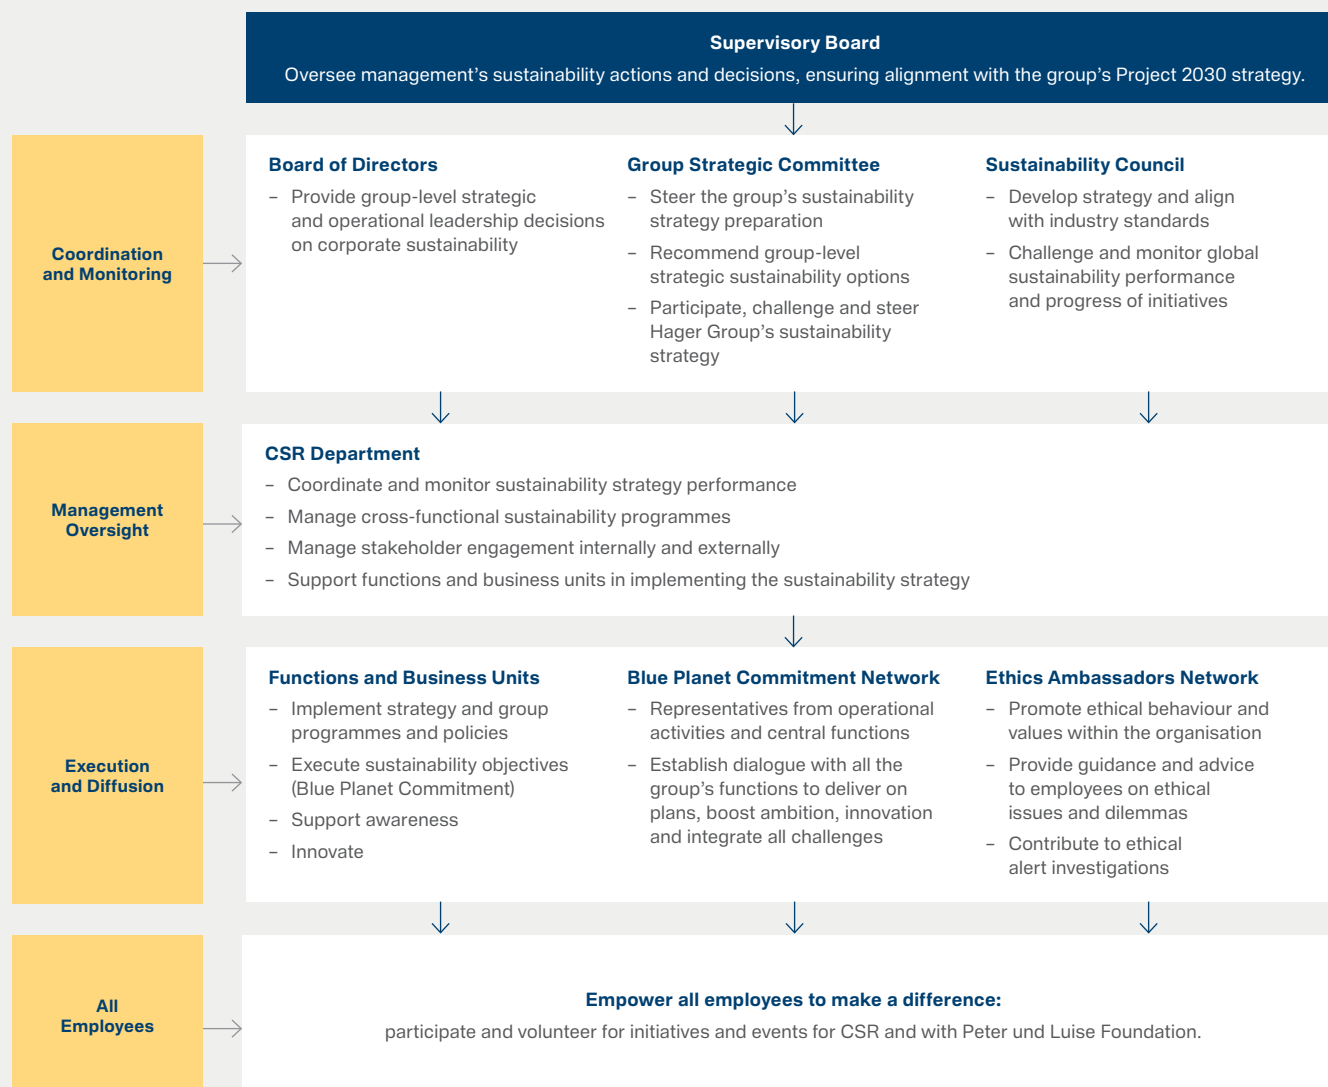 Supervisory Board
Oversee management's sustainability actions and decisions, ensuring alignment with the group's Project 2030 strategy.
Coordination
and Monitoring
Board of Directors
– Provide group-level strategic
and operational leadership decisions
on corporate sustainability
Group Strategic Committee
– Steer the group's sustainability
strategy preparation
– Recommend group-level
strategic sustainability options
– Participate, challenge and steer
Hager Group's sustainability
strategy
Sustainability Council
– Develop strategy and align
with industry standards
– Challenge and monitor global
sustainability performance
and progress of initiatives
Management
Oversight
CSR Department
– Coordinate and monitor sustainability strategy performance
– Manage cross-functional sustainability programmes
– Manage stakeholder engagement internally and externally
– Support functions and business units in implementing the sustainability strategy
Execution
and Diffusion
Functions and Business Units
– Implement strategy and group
programmes and policies
– Execute sustainability objectives
(Blue Planet Commitment)
– Support awareness
– Innovate
Blue Planet Commitment Network
– Representatives from operational
activities and central functions
– Establish dialogue with all the
group's functions to deliver on
plans, boost ambition, innovation
and integrate all challenges
Ethics Ambassadors Network
– Promote ethical behaviour and
values within the organisation
– Provide guidance and advice
to employees on ethical
issues and dilemmas
– Contribute to ethical
alert investigations
All
Employees
Empower all employees to make a difference:
participate and volunteer for initiatives and events for CSR and with Peter und Luise Foundation.